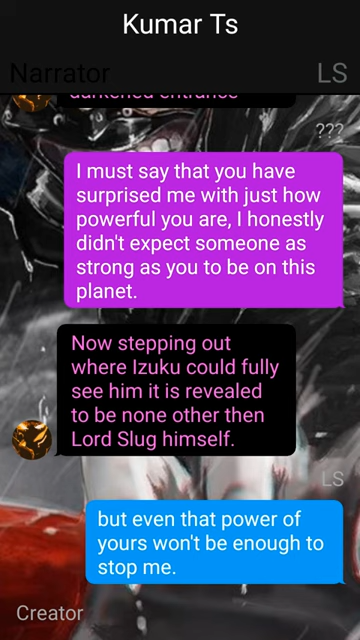 Kumar Ts
Narrator
LS
darkened entrance
???
I must say that you have
surprised me with just how
powerful you are, I honestly
didn't expect someone as
strong as you to be on this
planet.
Now stepping out
where Izuku could fully
see him it is revealed
to be none other then
Lord Slug himself.
LS
but even that power of
yours won't be enough to
stop me.
Creator